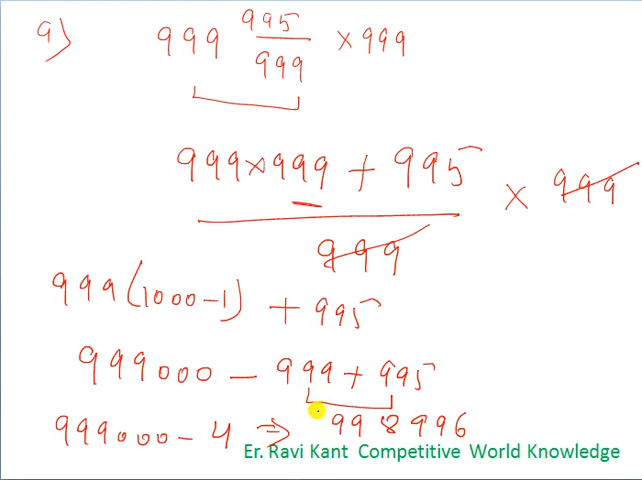 a) 999 995/999 × 999
999×999 + 995 × 999
999
999(1000-1) + 995
999000 - 999 + 995
999000 - 4 ⇒ 998996
Er. Ravi Kant Competitive World Knowledge